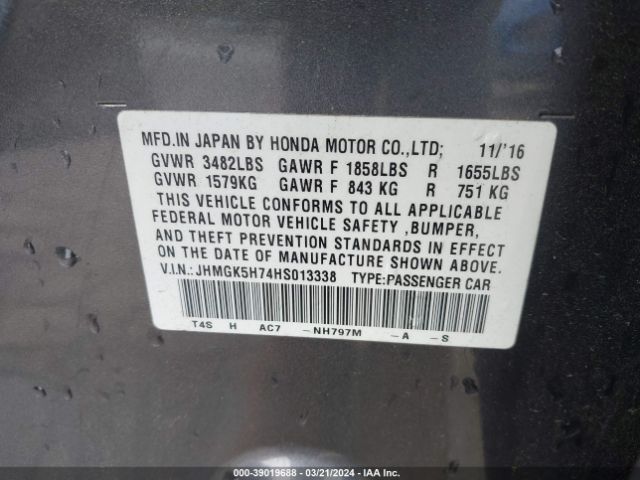 MFD.IN JAPAN BY HONDA MOTOR CO.,LTD; 11/'16
GVWR 3482LBS GAWR F 1858LBS R 1655LBS
GVWR 1579KG GAWR F 843 KG R 751 KG
THIS VEHICLE CONFORMS TO ALL APPLICABLE
FEDERAL MOTOR VEHICLE SAFETY ,BUMPER,
AND THEFT PREVENTION STANDARDS IN EFFECT
ON THE DATE OF MANUFACTURE SHOWN ABOVE.
V.I.N.: JHMGK5H74HS013338 TYPE:PASSENGER CAR
T4S H AC7 -NH797M -A -S
000-39019688 - 03/21/2024 - IAA Inc. - Copyright